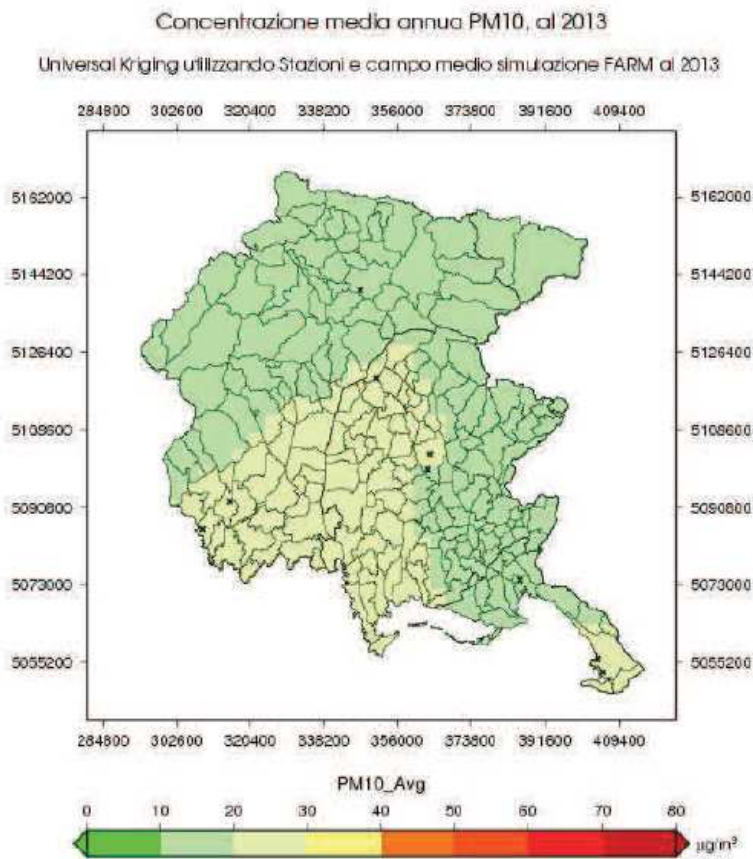 Concentrazione media annua PM10, al 2013
Universal Kriging utilizzando Stazioni e campo medio simulazione FARM al 2013
284800 302600 320400 338200 356000 373800 391600 409400
5162000 5162000
5144200 5144200
5126400 5126400
5108600 5108600
5090800 5090800
5073000 5073000
5055200 5055200
284800 302600 320400 338200 356000 373800 391600 409400
PM10_Avg
0 10 20 30 40 50 60 70 80
µg/m³